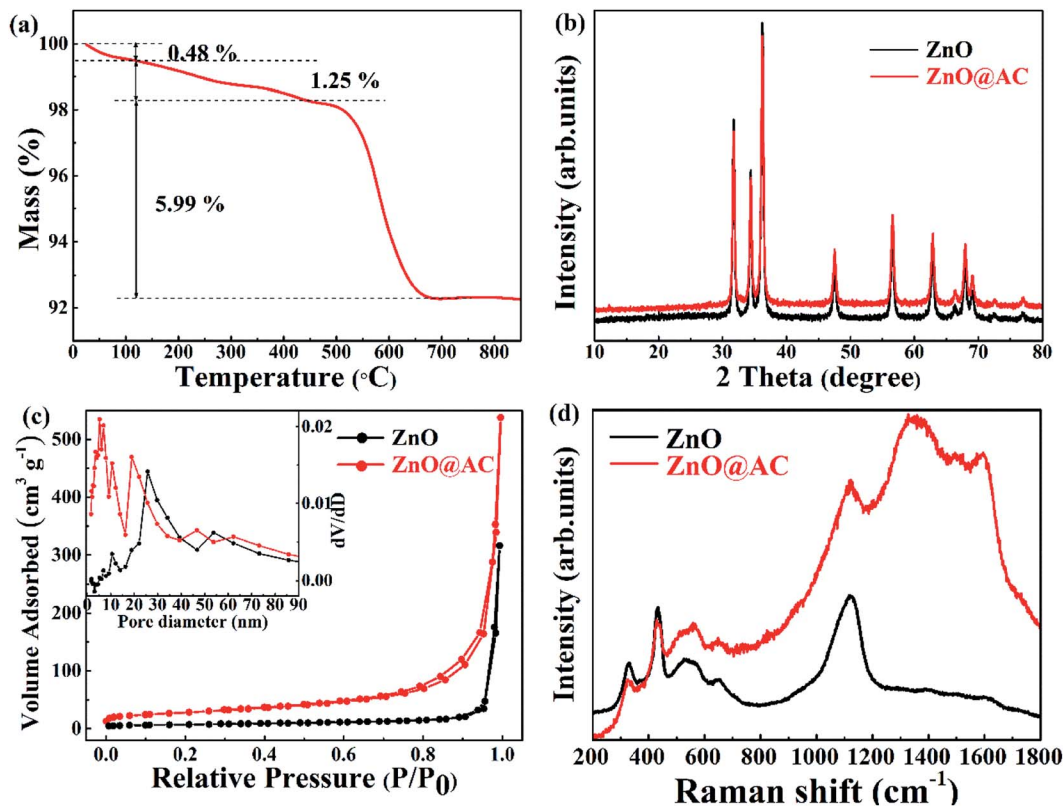 (a)
100
98
96
94
92
Mass (%)
0.48 %
1.25 %
5.99 %
0 100 200 300 400 500 600 700 800
Temperature (°C)
(b)
ZnO
ZnO@AC
Intensity (arb.units)
10 20 30 40 50 60 70 80
2 Theta (degree)
(c)
500
400
300
200
100
0
Volume Adsorbed (cm³ g⁻¹)
ZnO
ZnO@AC
0.02
0.01
0.00
dV/dD
0 10 20 30 40 50 60 70 80 90
Pore diameter (nm)
0.0 0.2 0.4 0.6 0.8 1.0
Relative Pressure (P/P₀)
(d)
ZnO
ZnO@AC
Intensity (arb.units)
200 400 600 800 1000 1200 1400 1600 1800
Raman shift (cm⁻¹)